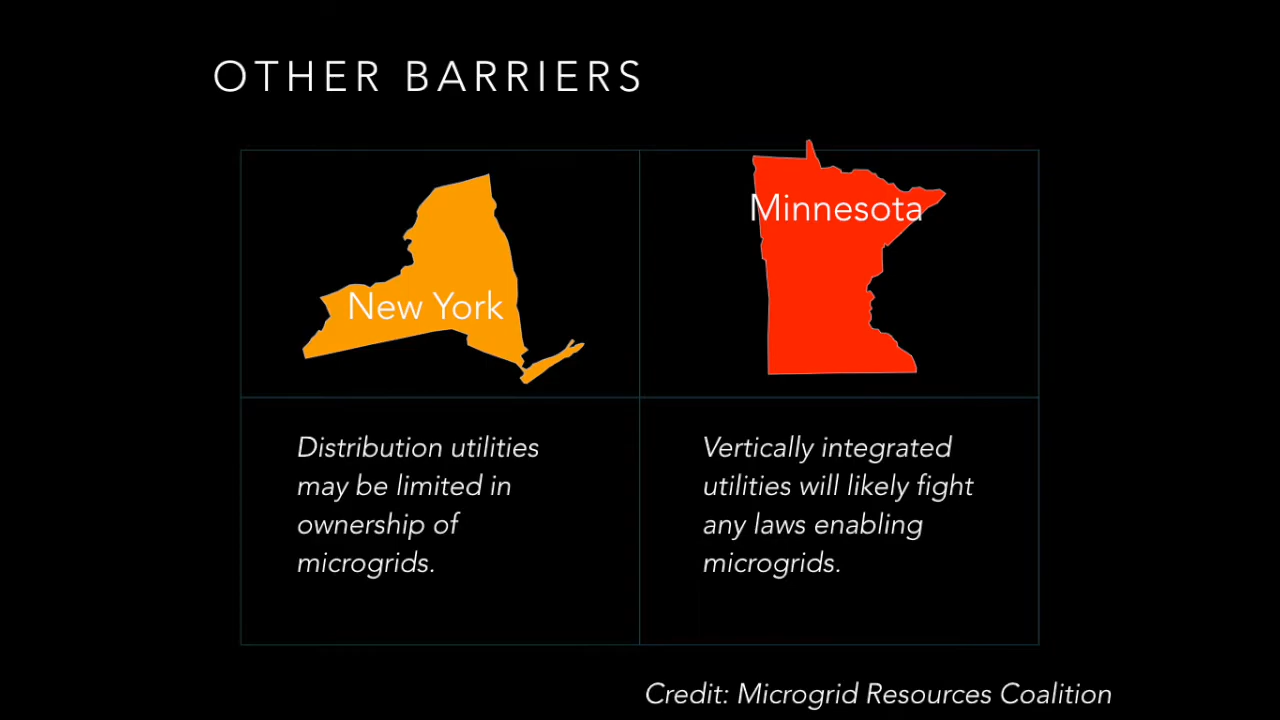 OTHER BARRIERS
New York
Minnesota
Distribution utilities
may be limited in
ownership of
microgrids.
Vertically integrated
utilities will likely fight
any laws enabling
microgrids.
Credit: Microgrid Resources Coalition